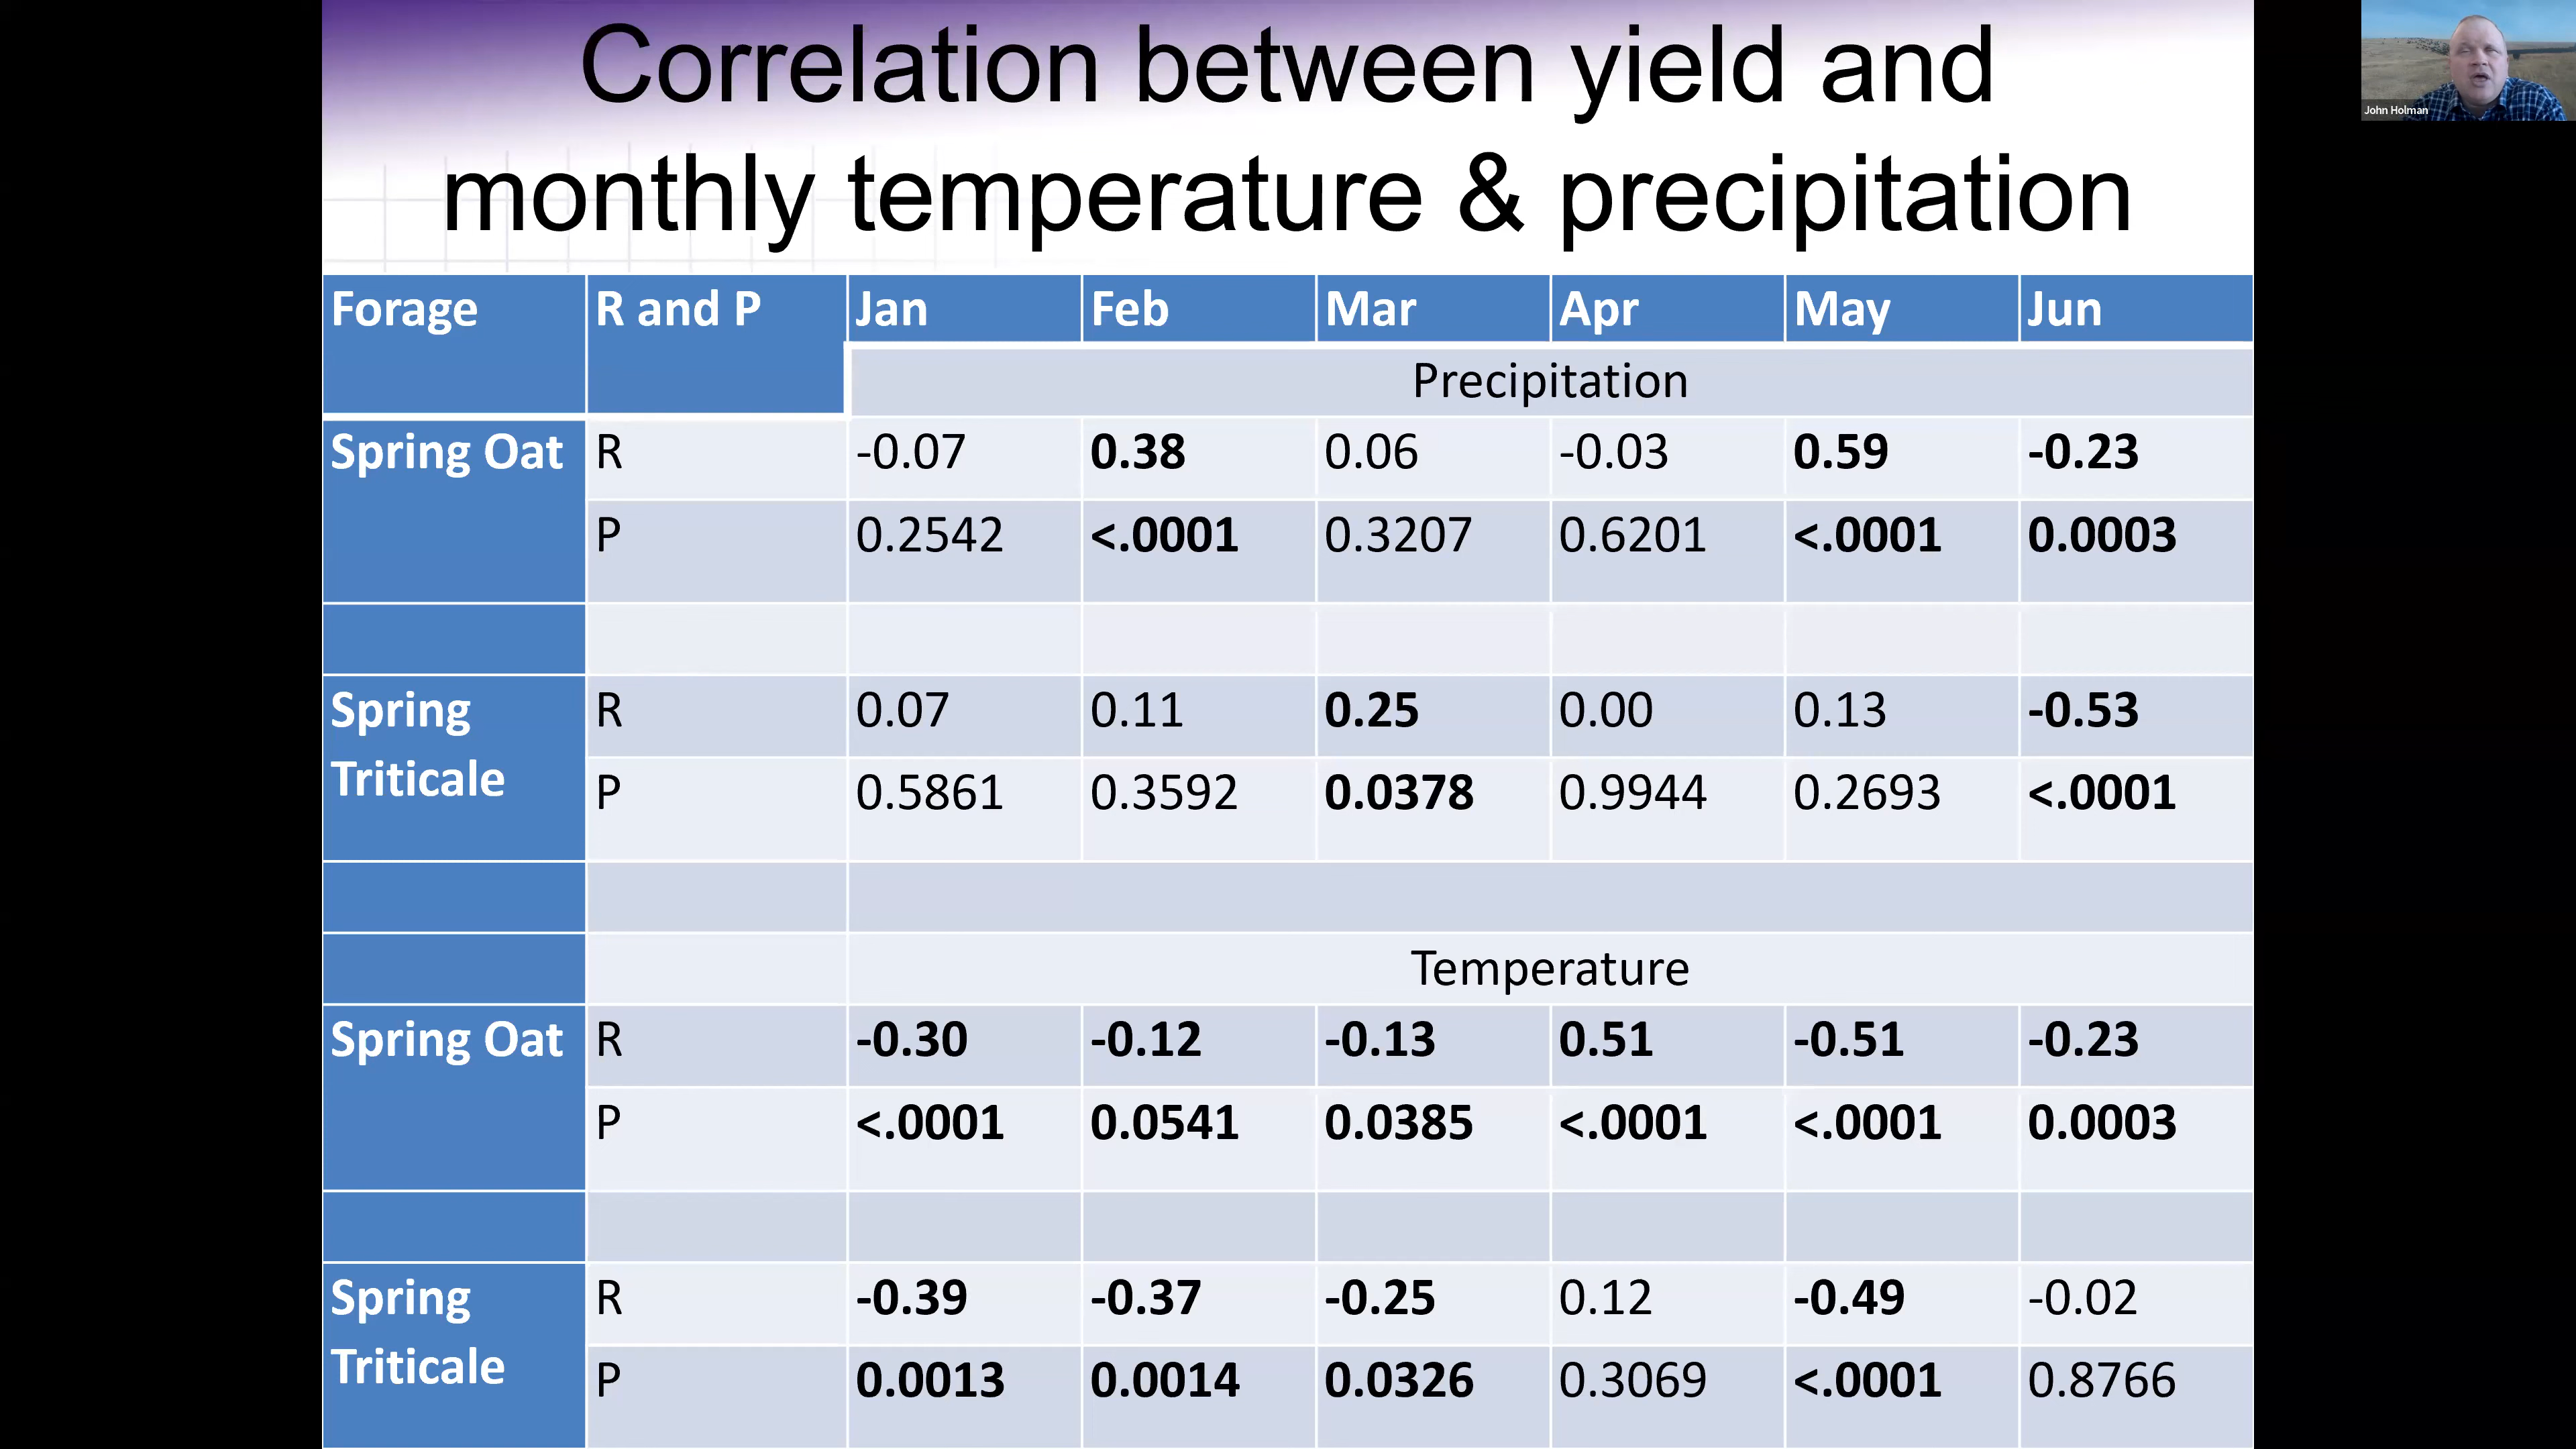 Correlation between yield and
monthly temperature & precipitation
John Holman
Forage R and P Jan Feb Mar Apr May Jun
Precipitation
Spring Oat R -0.07 0.38 0.06 -0.03 0.59 -0.23
P 0.2542 <.0001 0.3207 0.6201 <.0001 0.0003
Spring R 0.07 0.11 0.25 0.00 0.13 -0.53
Triticale P 0.5861 0.3592 0.0378 0.9944 0.2693 <.0001
Temperature
Spring Oat R -0.30 -0.12 -0.13 0.51 -0.51 -0.23
P <.0001 0.0541 0.0385 <.0001 <.0001 0.0003
Spring R -0.39 -0.37 -0.25 0.12 -0.49 -0.02
Triticale P 0.0013 0.0014 0.0326 0.3069 <.0001 0.8766